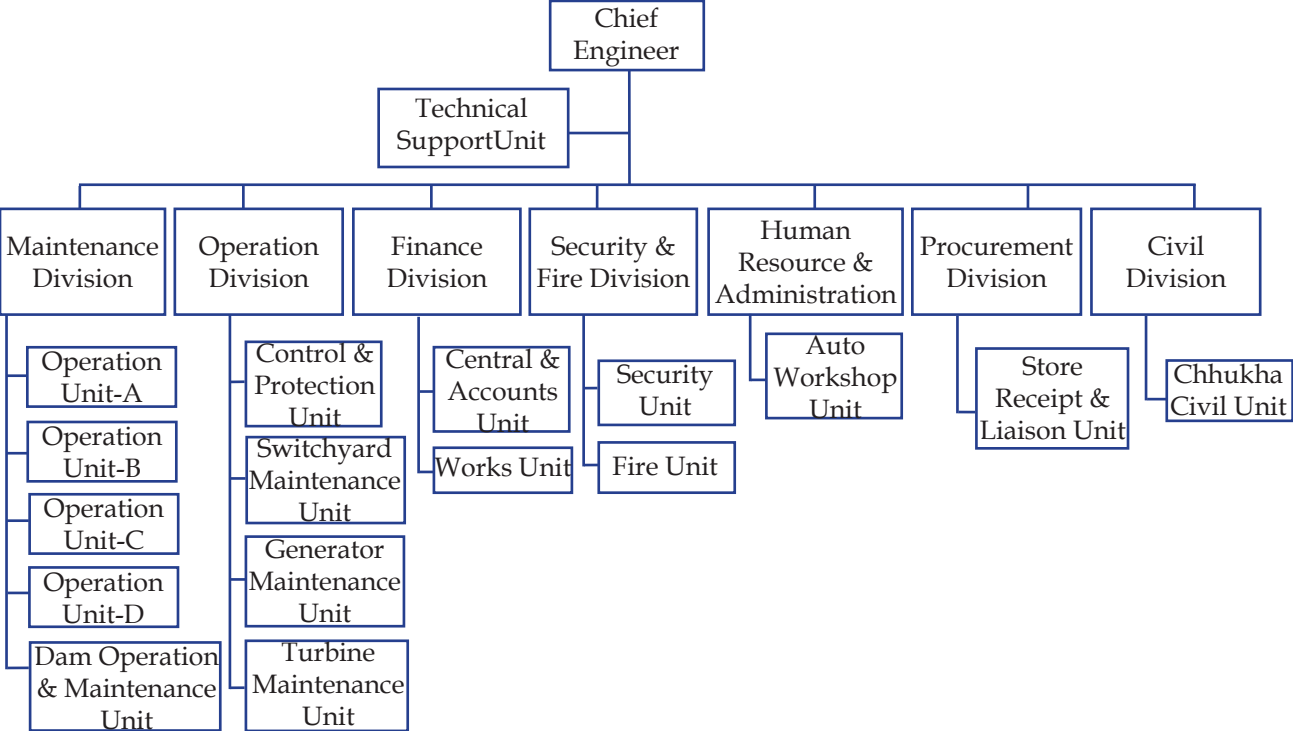 Chief
Engineer
Technical
SupportUnit
Maintenance
Division
Operation
Division
Finance
Division
Security &
Fire Division
Human
Resource &
Administration
Procurement
Division
Civil
Division
Operation
Unit-A
Operation
Unit-B
Operation
Unit-C
Operation
Unit-D
Dam Operation
& Maintenance
Unit
Control &
Protection
Unit
Switchyard
Maintenance
Unit
Generator
Maintenance
Unit
Turbine
Maintenance
Unit
Central &
Accounts
Unit
Works Unit
Security
Unit
Fire Unit
Auto
Workshop
Unit
Store
Receipt &
Liaison Unit
Chhukha
Civil Unit